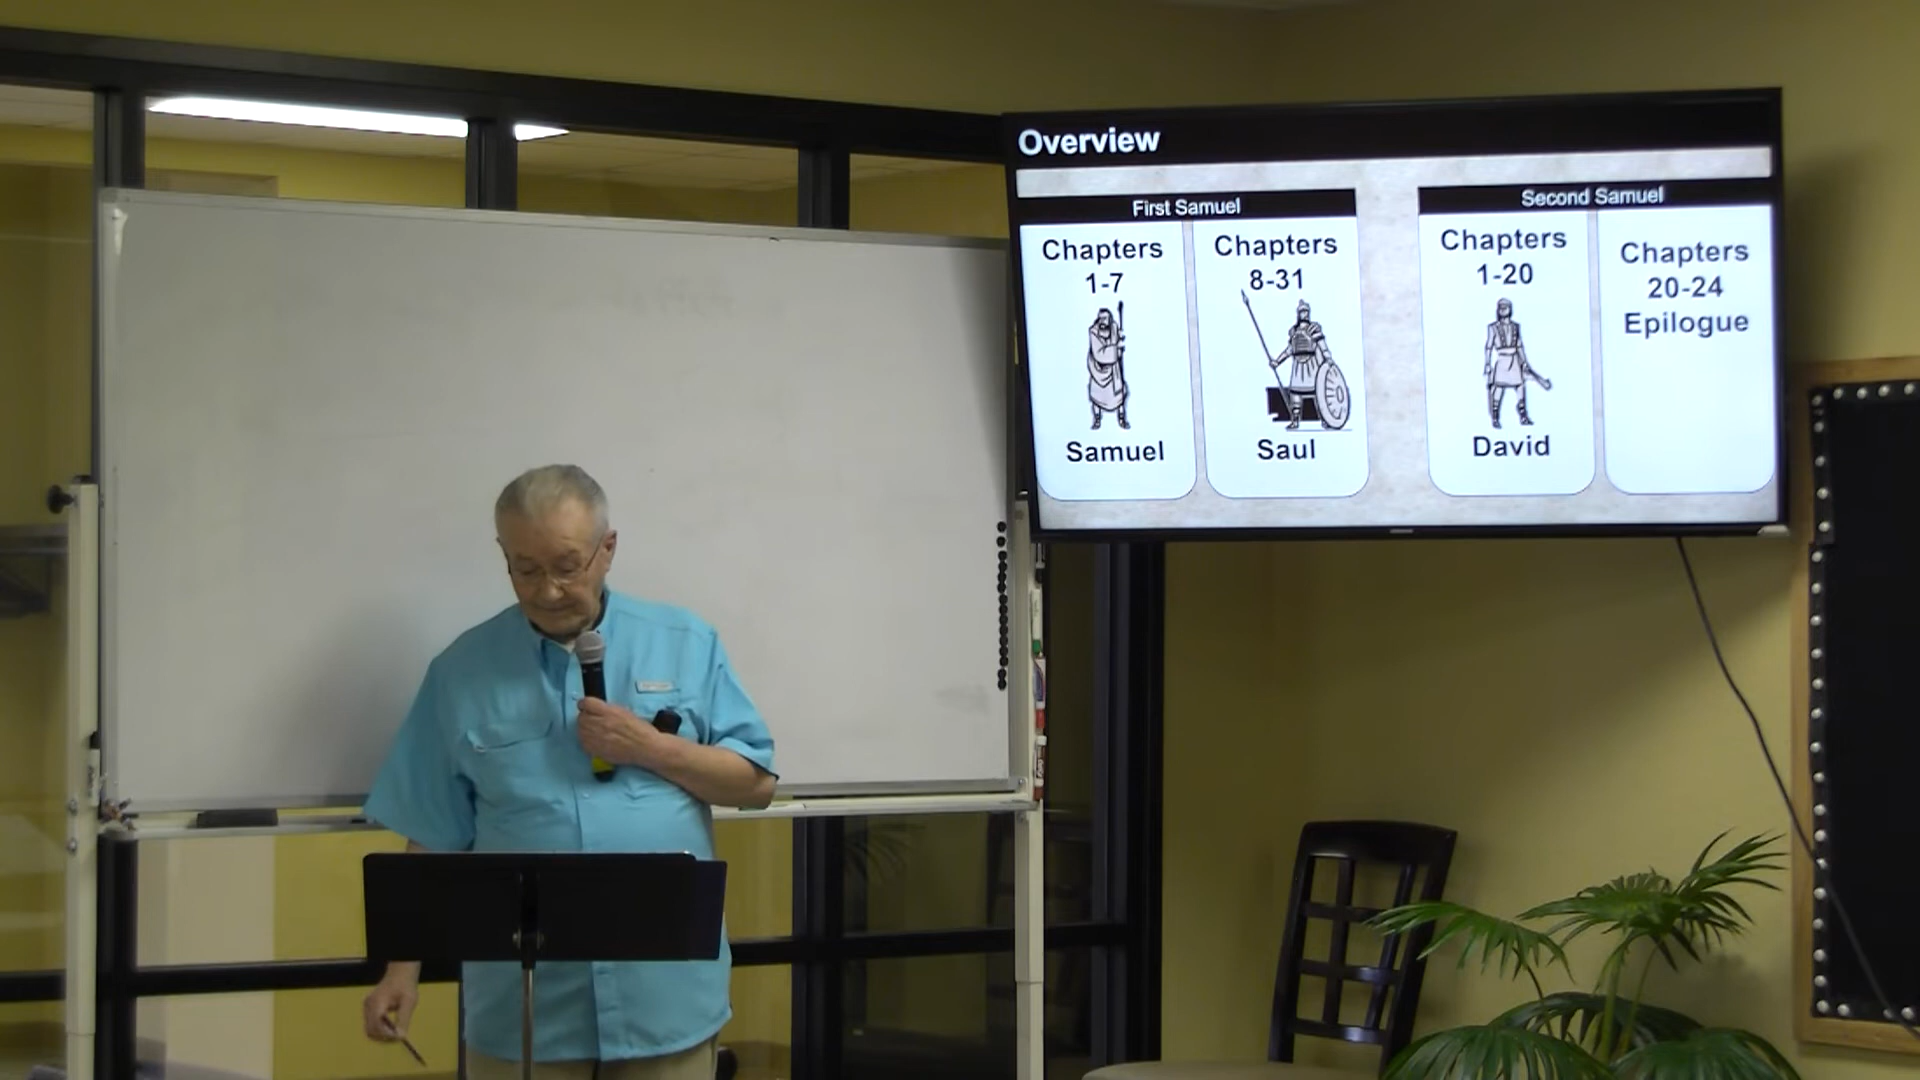 Overview
First Samuel
Chapters
1-7
Samuel
Chapters
8-31
Saul
Second Samuel
Chapters
1-20
David
Chapters
20-24
Epilogue